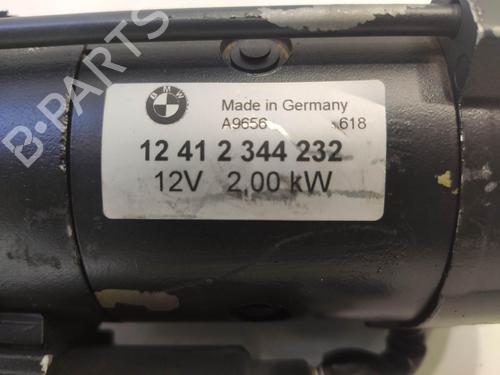 B-PARTS
BMW
Made in Germany
A9656 618
12 41 2 344 232
12V 2,00 kW